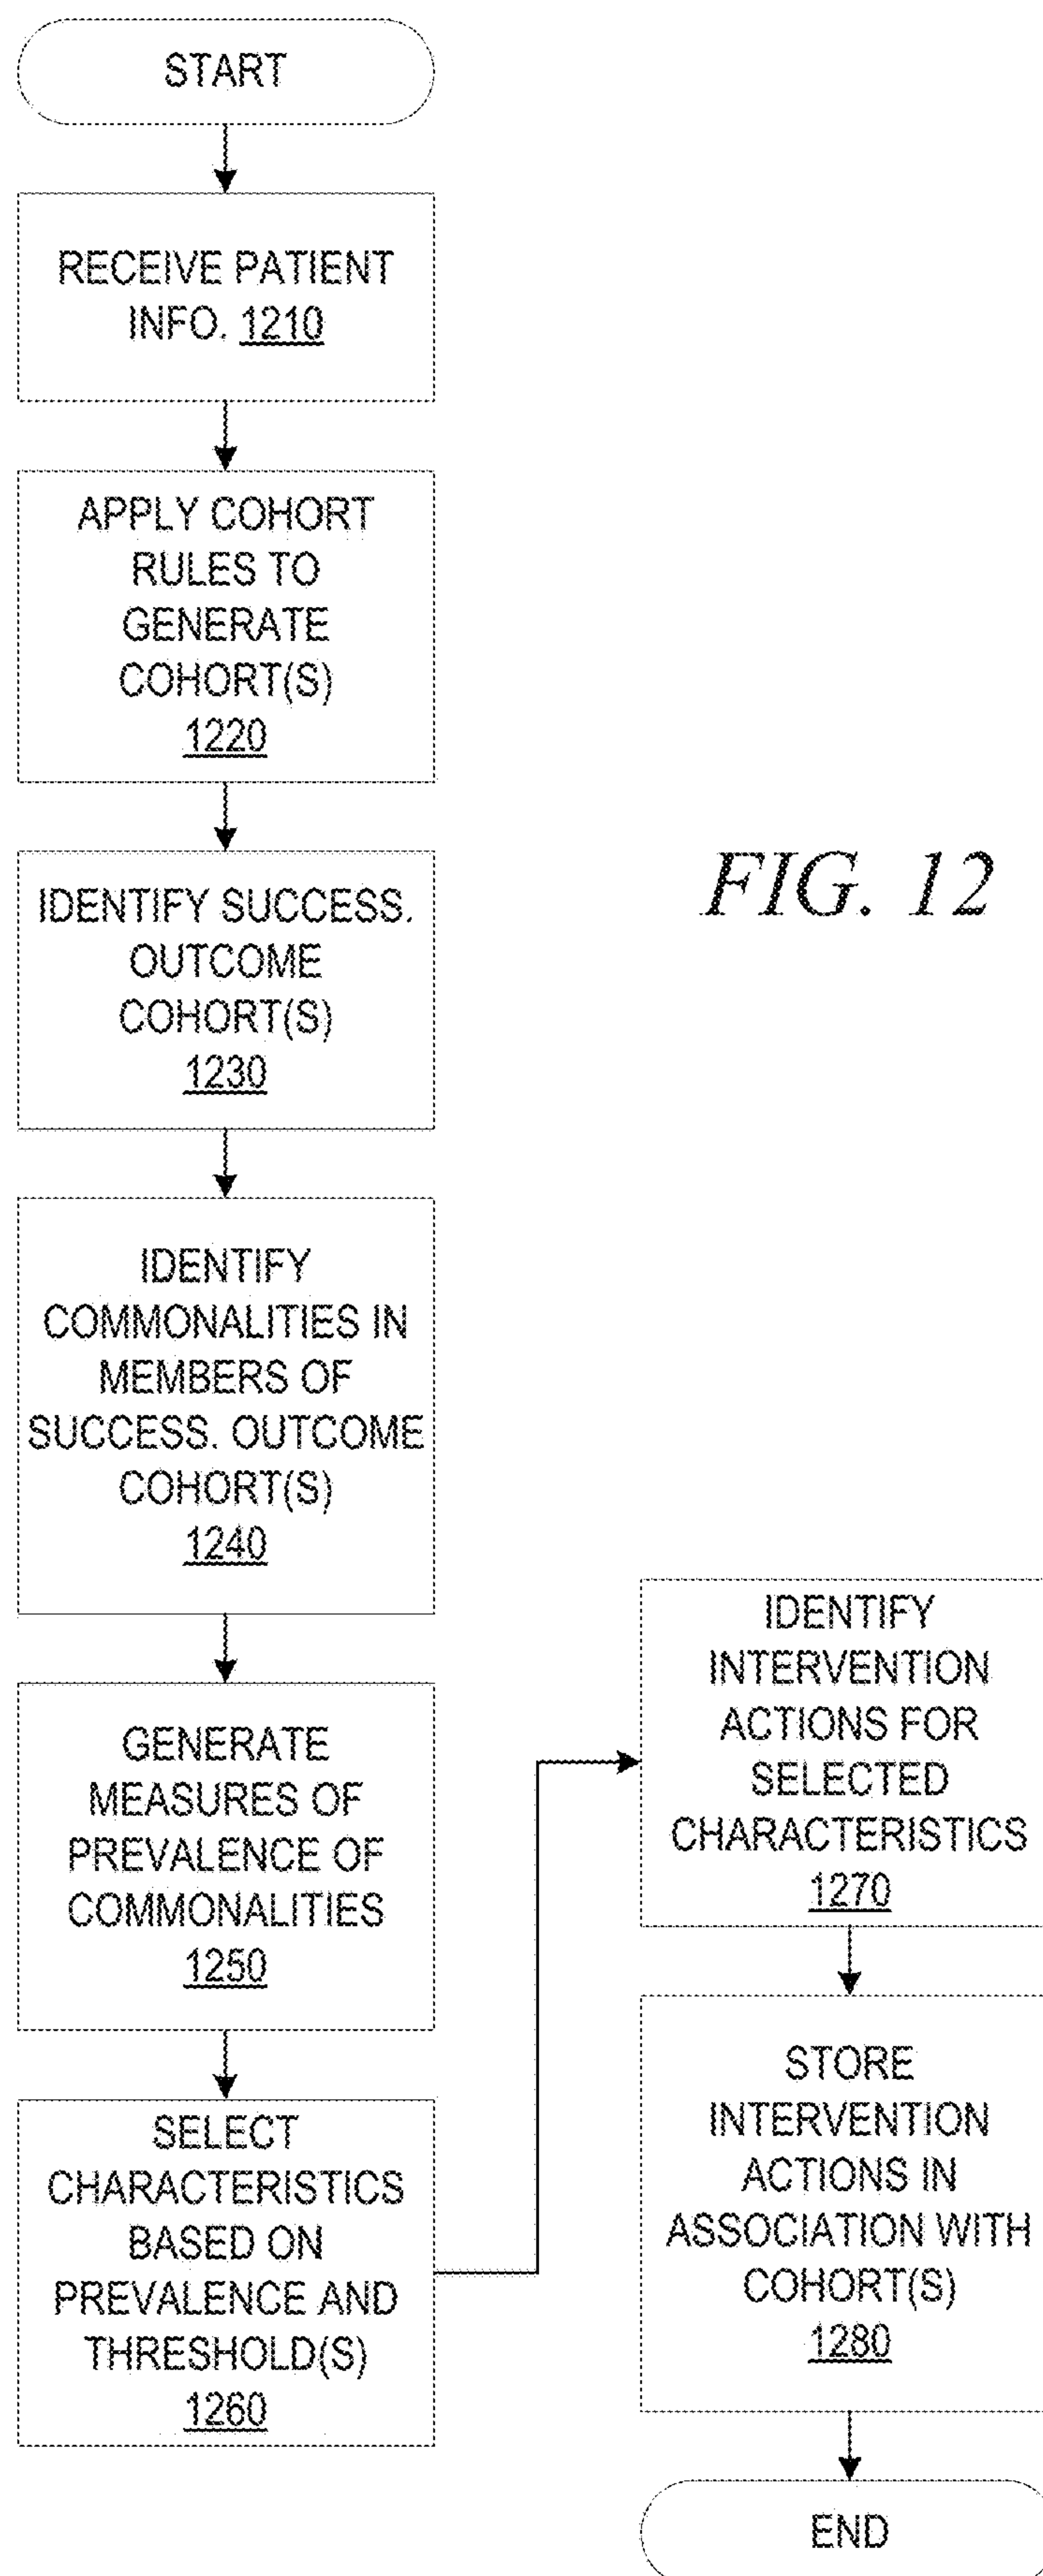 START
RECEIVE PATIENT
INFO. 1210
APPLY COHORT
RULES TO
GENERATE
COHORT(S)
1220
IDENTIFY SUCCESS.
OUTCOME
COHORT(S)
1230
FIG. 12
IDENTIFY
COMMONALITIES IN
MEMBERS OF
SUCCESS. OUTCOME
COHORT(S)
1240
GENERATE
MEASURES OF
PREVALENCE OF
COMMONALITIES
1250
SELECT
CHARACTERISTICS
BASED ON
PREVALENCE AND
THRESHOLD(S)
1260
IDENTIFY
INTERVENTION
ACTIONS FOR
SELECTED
CHARACTERISTICS
1270
STORE
INTERVENTION
ACTIONS IN
ASSOCIATION WITH
COHORT(S)
1280
END